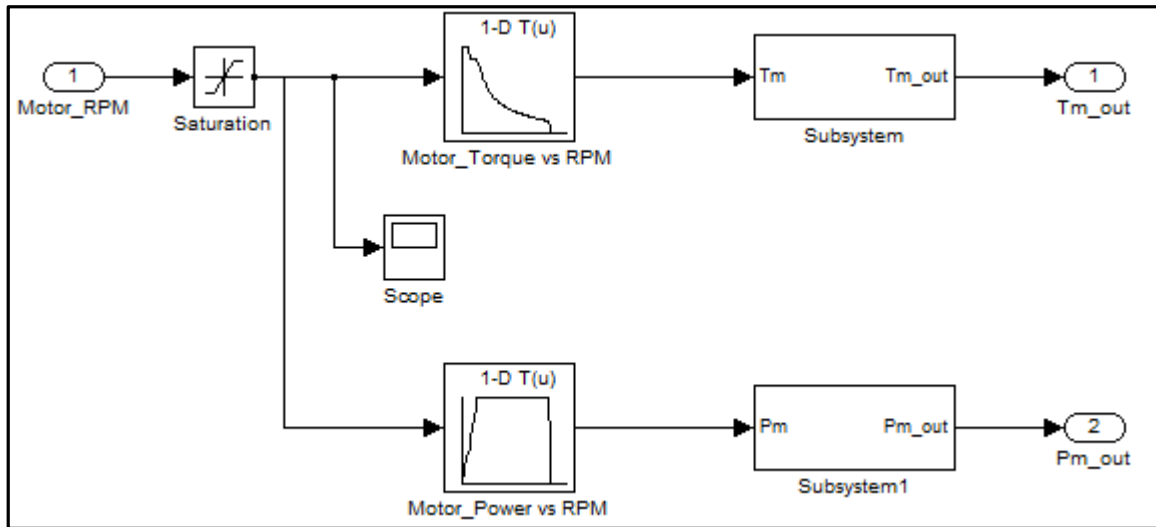 1
Motor_RPM
Saturation
1-D T(u)
Motor_Torque vs RPM
Tm
Tm_out
Subsystem
1
Tm_out
Scope
1-D T(u)
Motor_Power vs RPM
Pm
Pm_out
Subsystem1
2
Pm_out